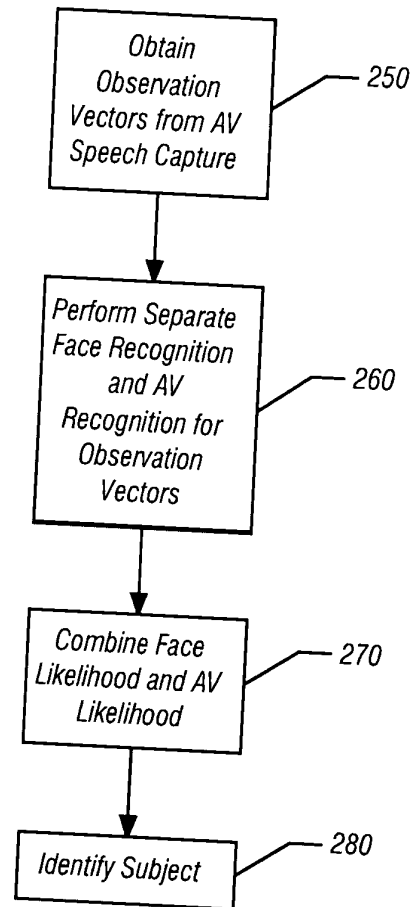 Obtain
Observation
Vectors from AV
Speech Capture
250
Perform Separate
Face Recognition
and AV
Recognition for
Observation
Vectors
260
Combine Face
Likelihood and AV
Likelihood
270
Identify Subject
280